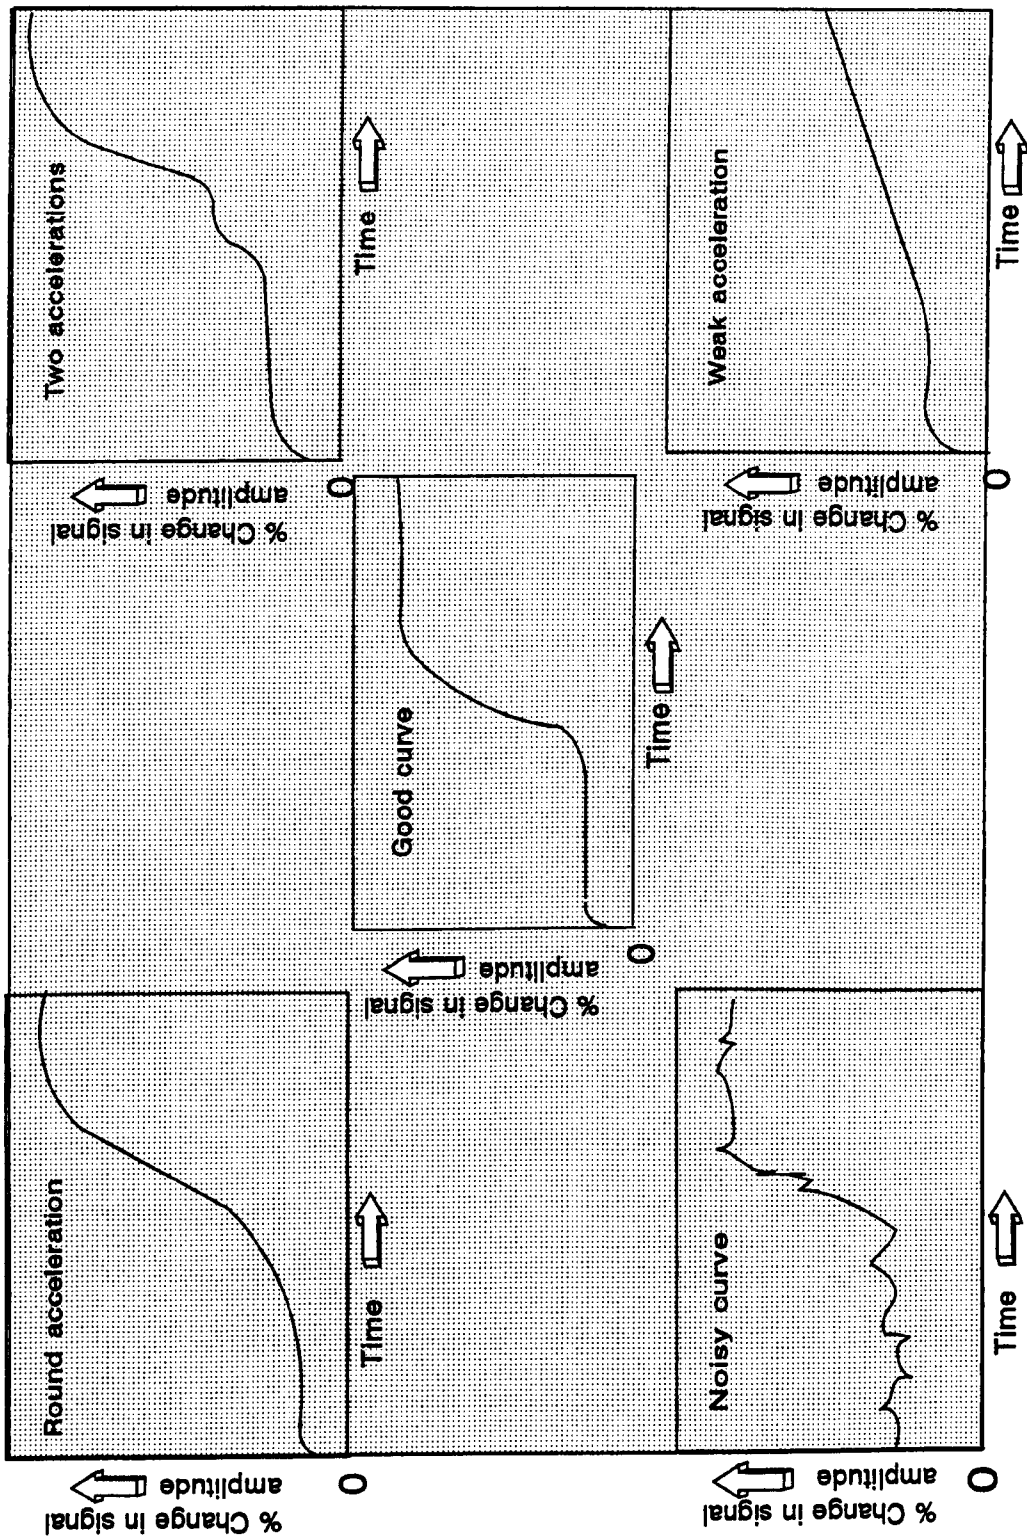 Round acceleration
% Change in signal
amplitude
0
Time
Two accelerations
% Change in signal
amplitude
0
Time
Good curve
% Change in signal
amplitude
0
Time
Noisy curve
% Change in signal
amplitude
0
Time
Weak acceleration
% Change in signal
amplitude
0
Time